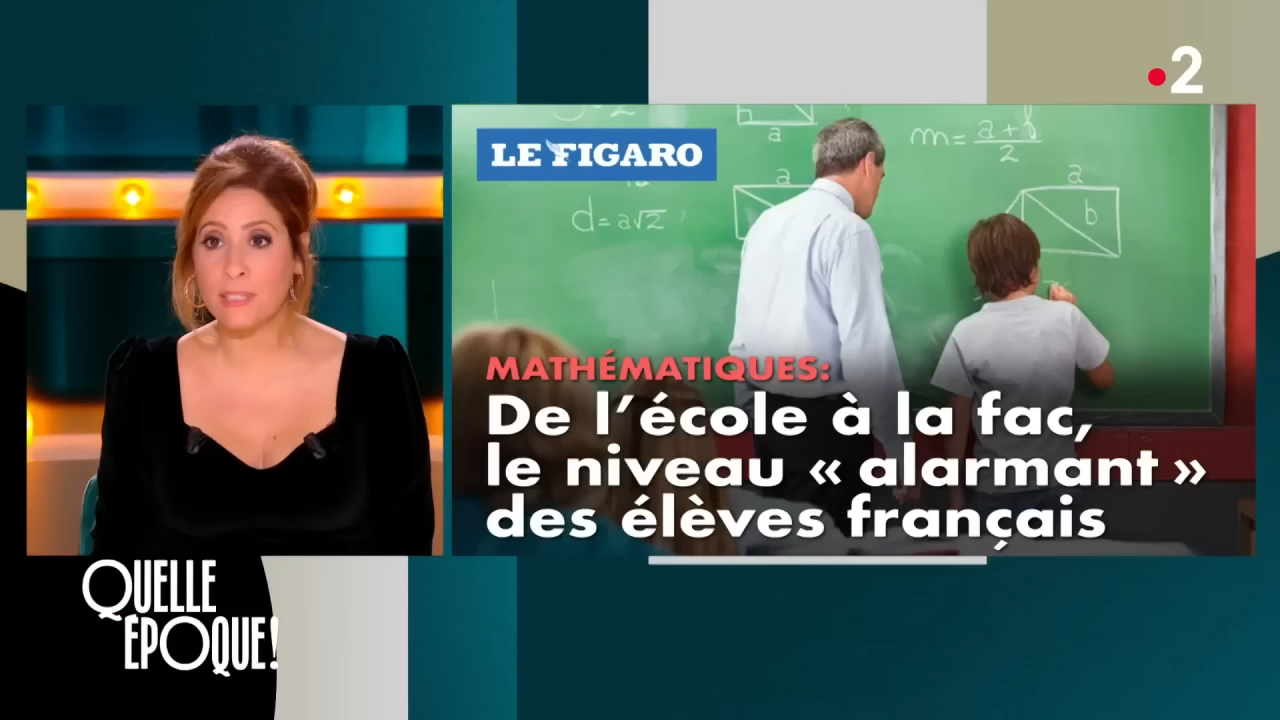 2
LE FIGARO
a
m = a + b / 2
a
a
d = a√2
b
MATHÉMATIQUES:
De l'école à la fac,
le niveau « alarmant »
des élèves français
QUELLE
ÉPOQUE!